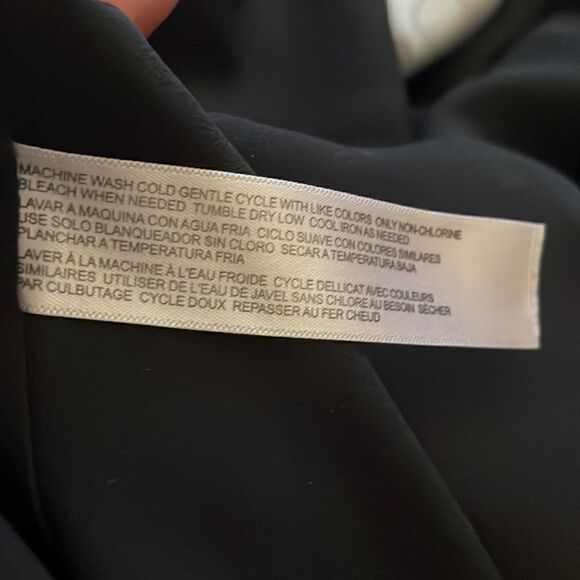 MACHINE WASH COLD GENTLE CYCLE WITH LIKE COLORS ONLY NON-CHLORINE
BLEACH WHEN NEEDED TUMBLE DRY LOW COOL IRON AS NEEDED
LAVAR A MAQUINA CON AGUA FRIA CICLO SUAVE CON COLORES SIMILARES
USE SOLO BLANQUEADOR SIN CLORO SECAR A TEMPERATURA BAJA
PLANCHAR A TEMPERATURA FRIA
LAVER À LA MACHINE À L'EAU FROIDE CYCLE DELLICAT AVEC COULEURS
SIMILAIRES UTILISER DE L'EAU DE JAVEL SANS CHLORE AU BESOIN SÈCHER
PAR CULBUTAGE CYCLE DOUX REPASSER AU FER CHEUD